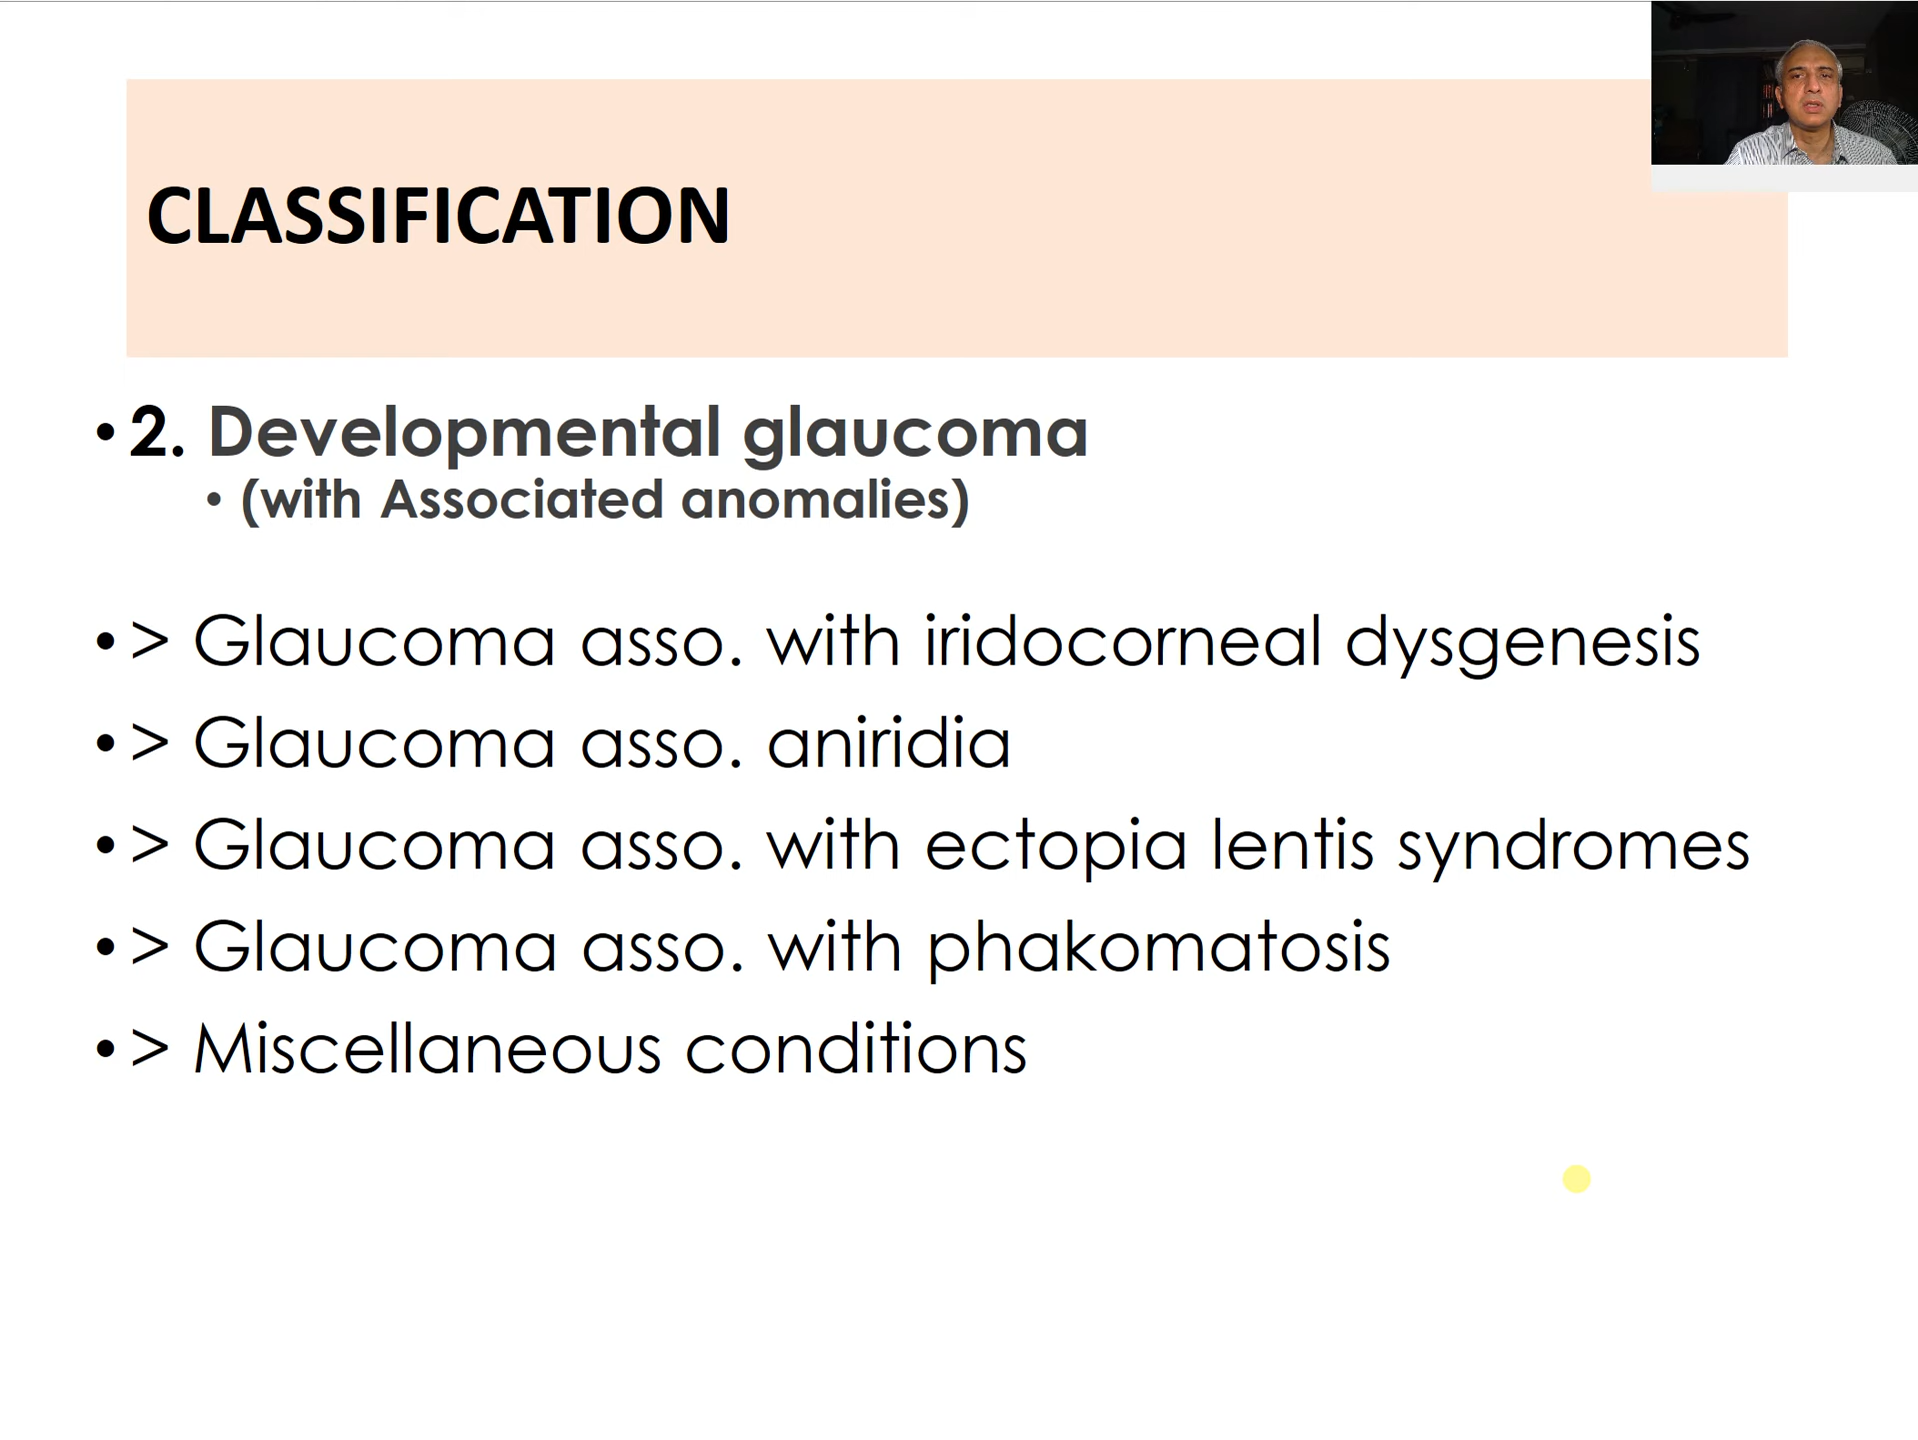 CLASSIFICATION
• 2. Developmental glaucoma
• (with Associated anomalies)
• > Glaucoma asso. with iridocorneal dysgenesis
• > Glaucoma asso. aniridia
• > Glaucoma asso. with ectopia lentis syndromes
• > Glaucoma asso. with phakomatosis
• > Miscellaneous conditions